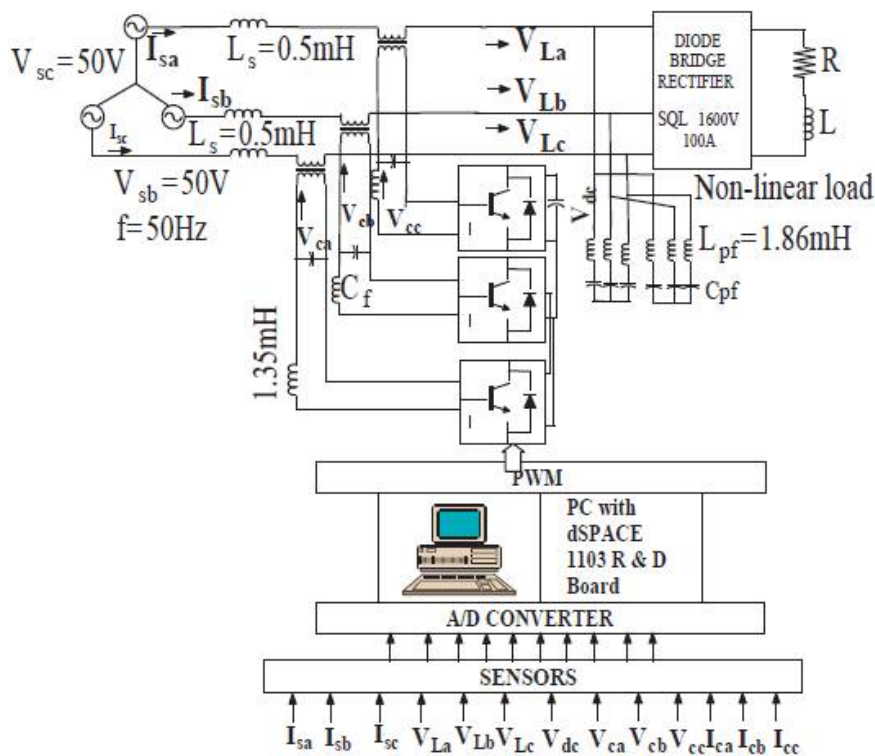 V_sc=50V
I_sa
L_s=0.5mH
V_La
DIODE
BRIDGE
RECTIFIER
R
I_sb
V_Lb
I_sc
L_s=0.5mH
V_Lc
SQL 1600V
100A
L
V_sb=50V
f=50Hz
V_ca
V_cb
V_cc
V_dc
Non-linear load
L_pf=1.86mH
C_f
Cpf
1.35mH
PWM
PC with
dSPACE
1103 R & D
Board
A/D CONVERTER
SENSORS
I_sa I_sb I_sc V_La V_Lb V_Lc V_dc V_ca V_cb V_cc I_ca I_cb I_cc